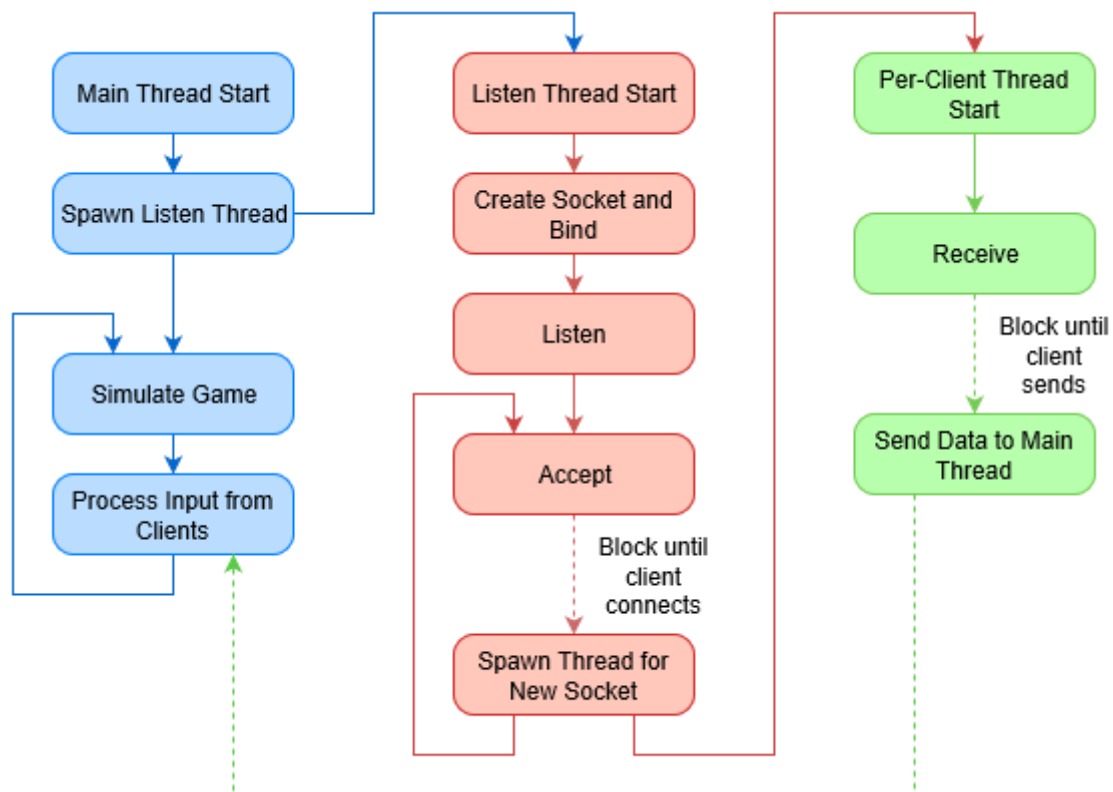 Main Thread Start
Spawn Listen Thread
Simulate Game
Process Input from
Clients
Listen Thread Start
Create Socket and
Bind
Listen
Accept
Block until
client
connects
Spawn Thread for
New Socket
Per-Client Thread
Start
Receive
Block until
client
sends
Send Data to Main
Thread